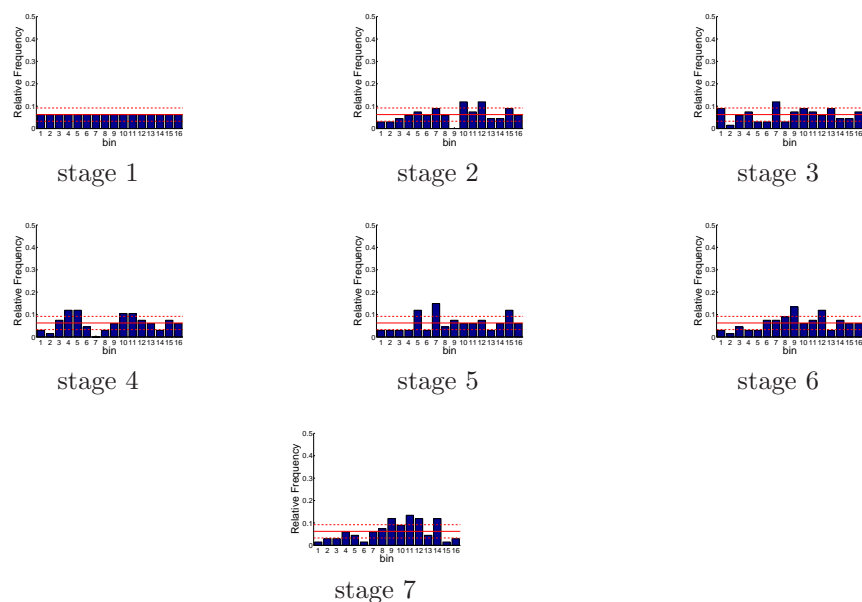 0.5 0.5 0.5
0.4 0.4 0.4
0.3 0.3 0.3
0.2 0.2 0.2
0.1 0.1 0.1
0 0 0
Relative Frequency Relative Frequency Relative Frequency
1 2 3 4 5 6 7 8 9 10 11 12 13 14 15 16 1 2 3 4 5 6 7 8 9 10 11 12 13 14 15 16 1 2 3 4 5 6 7 8 9 10 11 12 13 14 15 16
bin bin bin
stage 1 stage 2 stage 3
0.5 0.5 0.5
0.4 0.4 0.4
0.3 0.3 0.3
0.2 0.2 0.2
0.1 0.1 0.1
0 0 0
Relative Frequency Relative Frequency Relative Frequency
1 2 3 4 5 6 7 8 9 10 11 12 13 14 15 16 1 2 3 4 5 6 7 8 9 10 11 12 13 14 15 16 1 2 3 4 5 6 7 8 9 10 11 12 13 14 15 16
bin bin bin
stage 4 stage 5 stage 6
0.5
0.4
0.3
0.2
0.1
0
Relative Frequency
1 2 3 4 5 6 7 8 9 10 11 12 13 14 15 16
bin
stage 7